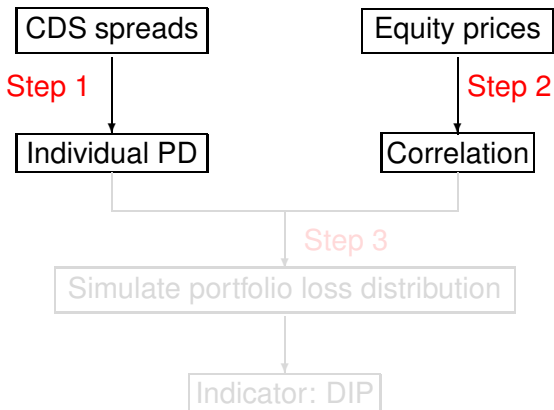 CDS spreads
Equity prices
Step 1
Step 2
Individual PD
Correlation
Step 3
Simulate portfolio loss distribution
Indicator: DIP